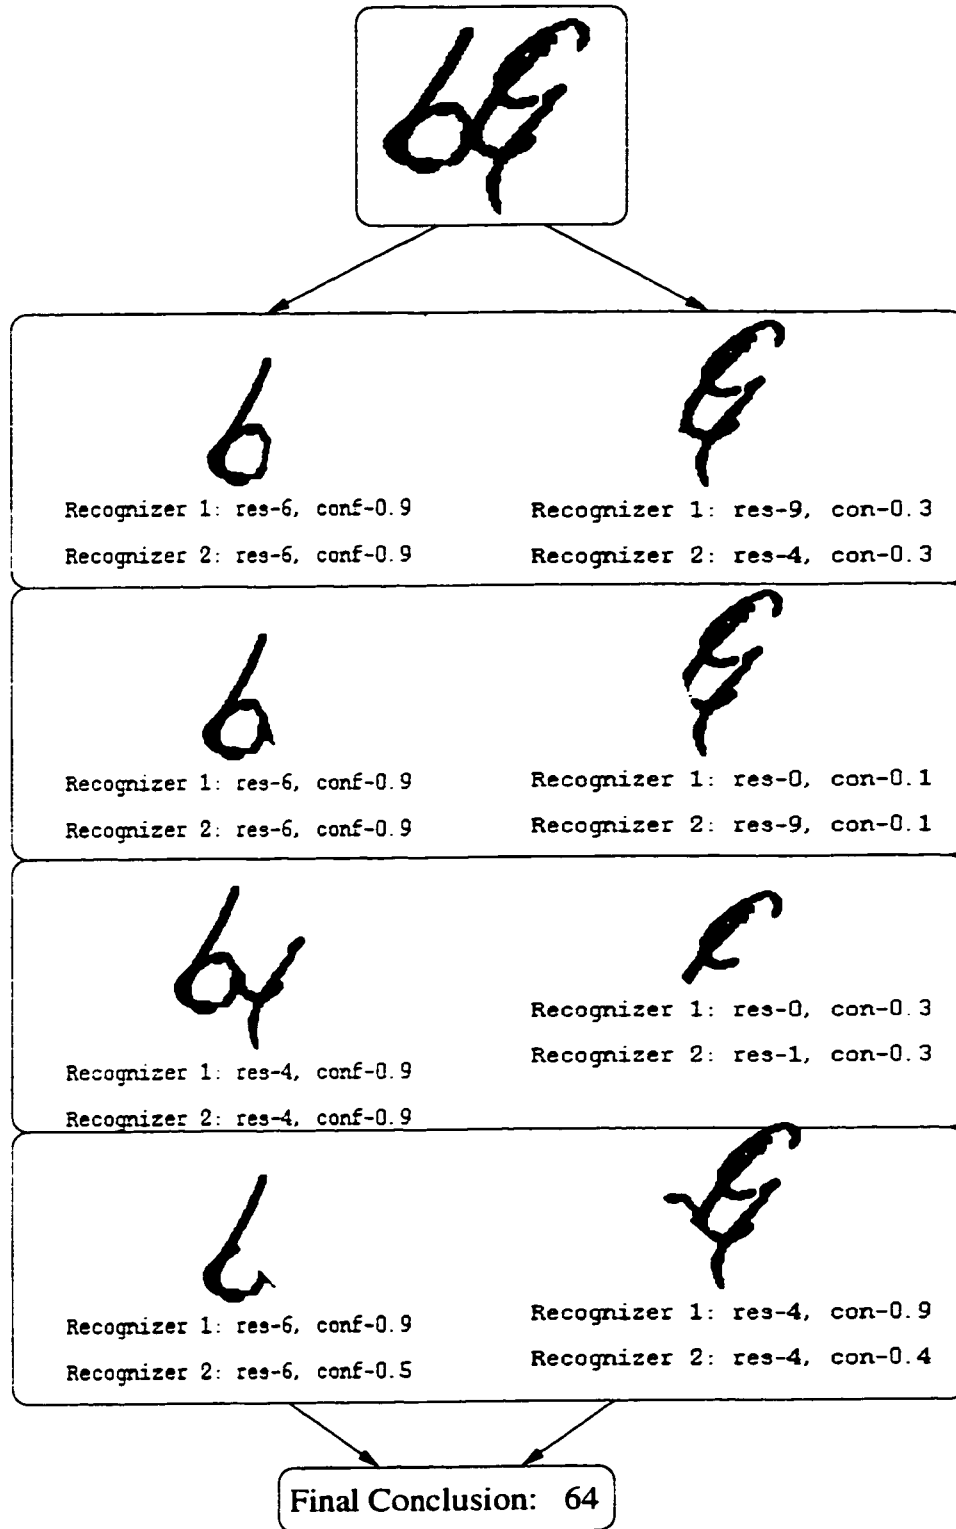 64
6
4
Recognizer 1: res-6, conf-0.9
Recognizer 2: res-6, conf-0.9
Recognizer 1: res-9, con-0.3
Recognizer 2: res-4, con-0.3
6
Recognizer 1: res-6, conf-0.9
Recognizer 2: res-6, conf-0.9
Recognizer 1: res-0, con-0.1
Recognizer 2: res-9, con-0.1
Recognizer 1: res-4, conf-0.9
Recognizer 2: res-4, conf-0.9
Recognizer 1: res-0, con-0.3
Recognizer 2: res-1, con-0.3
Recognizer 1: res-6, conf-0.9
Recognizer 2: res-6, conf-0.5
Recognizer 1: res-4, con-0.9
Recognizer 2: res-4, con-0.4
Final Conclusion: 64